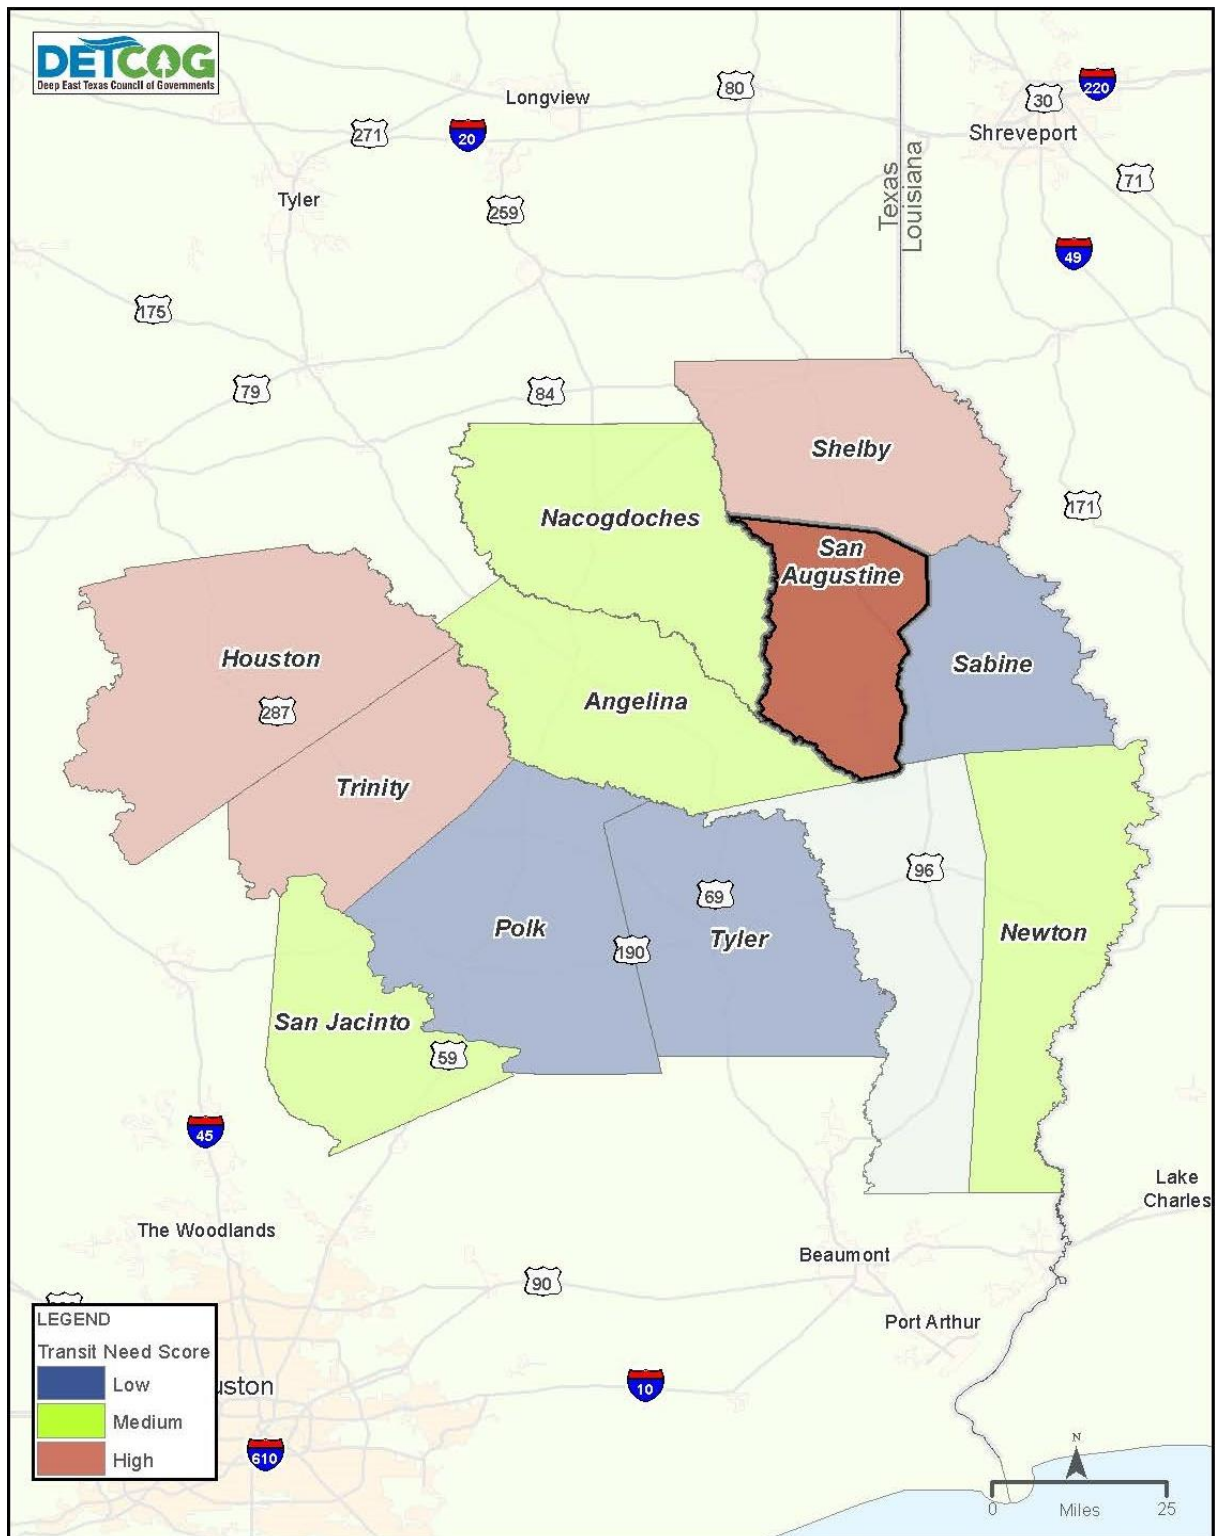 DETCOG
Deep East Texas Council of Governments
Longview
80
220
30
271
20
Shreveport
Texas
Louisiana
71
Tyler
259
49
175
79
84
Shelby
171
Nacogdoches
San
Augustine
Houston
Sabine
287
Angelina
Trinity
96
69
Polk
190
Tyler
Newton
San Jacinto
59
45
Lake
Charles
The Woodlands
Beaumont
90
Port Arthur
LEGEND
Transit Need Score
Low
Medium
High
uston
10
610
N
0
Miles
25